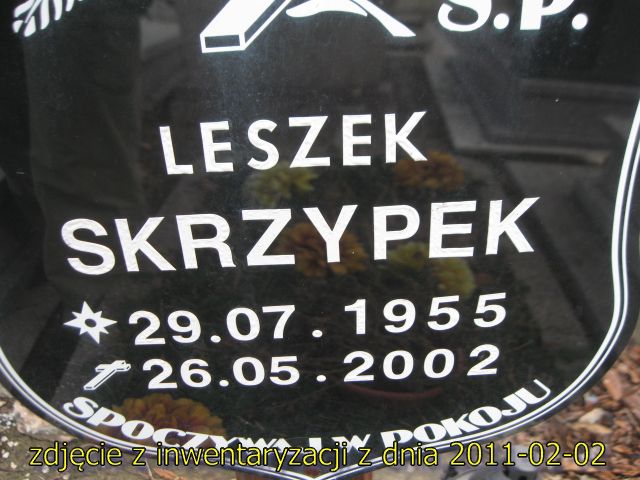 Ś.P.
LESZEK
SKRZYPEK
29.07.1955
26.05.2002
SPOCZYWAJ W POKOJU
zdjęcie z inwentaryzacji z dnia 2011-02-02